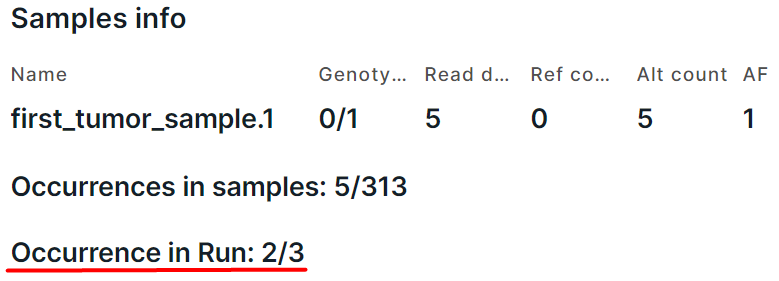 Samples info
Name Genoty... Read d... Ref co... Alt count AF
first_tumor_sample.1 0/1 5 0 5 1
Occurrences in samples: 5/313
Occurrence in Run: 2/3